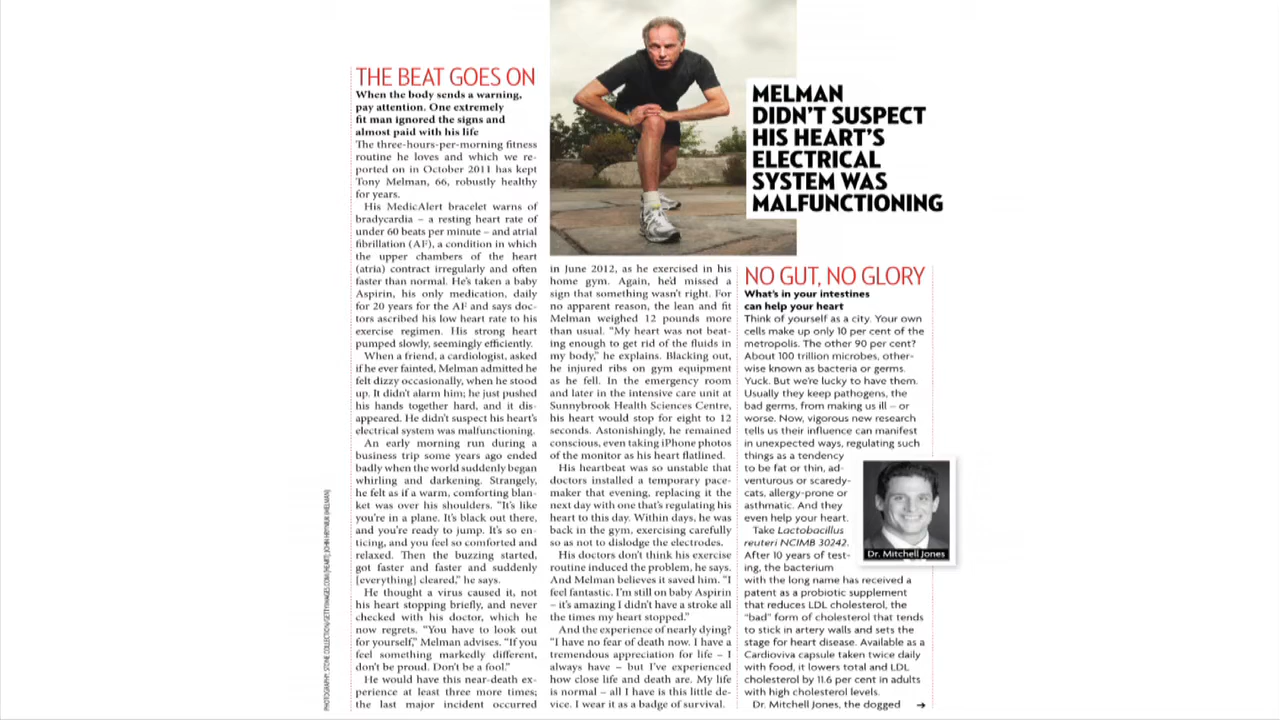 THE BEAT GOES ON
When the body sends a warning,
pay attention. One extremely
fit man ignored the signs and
almost paid with his life
The three-hours-per-morning fitness
routine he loves and which we re-
ported on in October 2011 has kept
Tony Melman, 66, robustly healthy
for years.
His MedicAlert bracelet warns of
bradycardia – a resting heart rate of
under 60 beats per minute – and atrial
fibrillation (AF), a condition in which
the upper chambers of the heart
(atria) contract irregularly and often
faster than normal. He's taken a baby
Aspirin, his only medication, daily
for 20 years for the AF and says doc-
tors ascribed his low heart rate to his
exercise regimen. His strong heart
pumped slowly, seemingly efficiently.
When a friend, a cardiologist, asked
if he ever fainted, Melman admitted he
felt dizzy occasionally, when he stood
up. It didn't alarm him; he just pushed
his hands together hard, and it dis-
appeared. He didn't suspect his heart's
electrical system was malfunctioning.
An early morning run during a
business trip some years ago ended
badly when the world suddenly began
whirling and darkening. Strangely,
he felt as if a warm, comforting blan-
ket was over his shoulders. "It's like
you're in a plane. It's black out there,
and you're ready to jump. It's so en-
ticing, and you feel so comforted and
relaxed. Then the buzzing started,
got faster and faster and suddenly
[everything] cleared," he says.
He thought a virus caused it, not
his heart stopping briefly, and never
checked with his doctor, which he
now regrets. "You have to look out
for yourself," Melman advises. "If you
feel something markedly different,
don't be proud. Don't be a fool."
He would have this near-death ex-
perience at least three more times;
the last major incident occurred
MELMAN
DIDN'T SUSPECT
HIS HEART'S
ELECTRICAL
SYSTEM WAS
MALFUNCTIONING
in June 2012, as he exercised in his
home gym. Again, he'd missed a
sign that something wasn't right. For
no apparent reason, the lean and fit
Melman weighed 12 pounds more
than usual. "My heart was not beat-
ing enough to get rid of the fluids in
my body," he explains. Blacking out,
he injured ribs on gym equipment
as he fell. In the emergency room
and later in the intensive care unit at
Sunnybrook Health Sciences Centre,
his heart would stop for eight to 12
seconds. Astonishingly, he remained
conscious, even taking iPhone photos
of the monitor as his heart flatlined.
His heartbeat was so unstable that
doctors installed a temporary pace-
maker that evening, replacing it the
next day with one that's regulating his
heart to this day. Within days, he was
back in the gym, exercising carefully
so as not to dislodge the electrodes.
His doctors don't think his exercise
routine induced the problem, he says.
And Melman believes it saved him. "I
feel fantastic. I'm still on baby Aspirin
– it's amazing I didn't have a stroke all
the times my heart stopped."
And the experience of nearly dying?
"I have no fear of death now. I have a
tremendous appreciation for life – I
always have – but I've experienced
how close life and death are. My life
is normal – all I have is this little de-
vice. I wear it as a badge of survival.
NO GUT, NO GLORY
What's in your intestines
can help your heart
Think of yourself as a city. Your own
cells make up only 10 per cent of the
metropolis. The other 90 per cent?
About 100 trillion microbes, other-
wise known as bacteria or germs.
Yuck. But we're lucky to have them.
Usually they keep pathogens, the
bad germs, from making us ill – or
worse. Now, vigorous new research
tells us their influence can manifest
in unexpected ways, regulating such
things as a tendency
to be fat or thin, ad-
venturous or scaredy-
cats, allergy-prone or
asthmatic. And they
even help your heart.
Take Lactobacillus
reuteri NCIMB 30242.
After 10 years of test-
ing, the bacterium
with the long name has received a
patent as a probiotic supplement
that reduces LDL cholesterol, the
"bad" form of cholesterol that tends
to stick in artery walls and sets the
stage for heart disease. Available as a
Cardioviva capsule taken twice daily
with food, it lowers total and LDL
cholesterol by 11.6 per cent in adults
with high cholesterol levels.
Dr. Mitchell Jones, the dogged →
Dr. Mitchell Jones